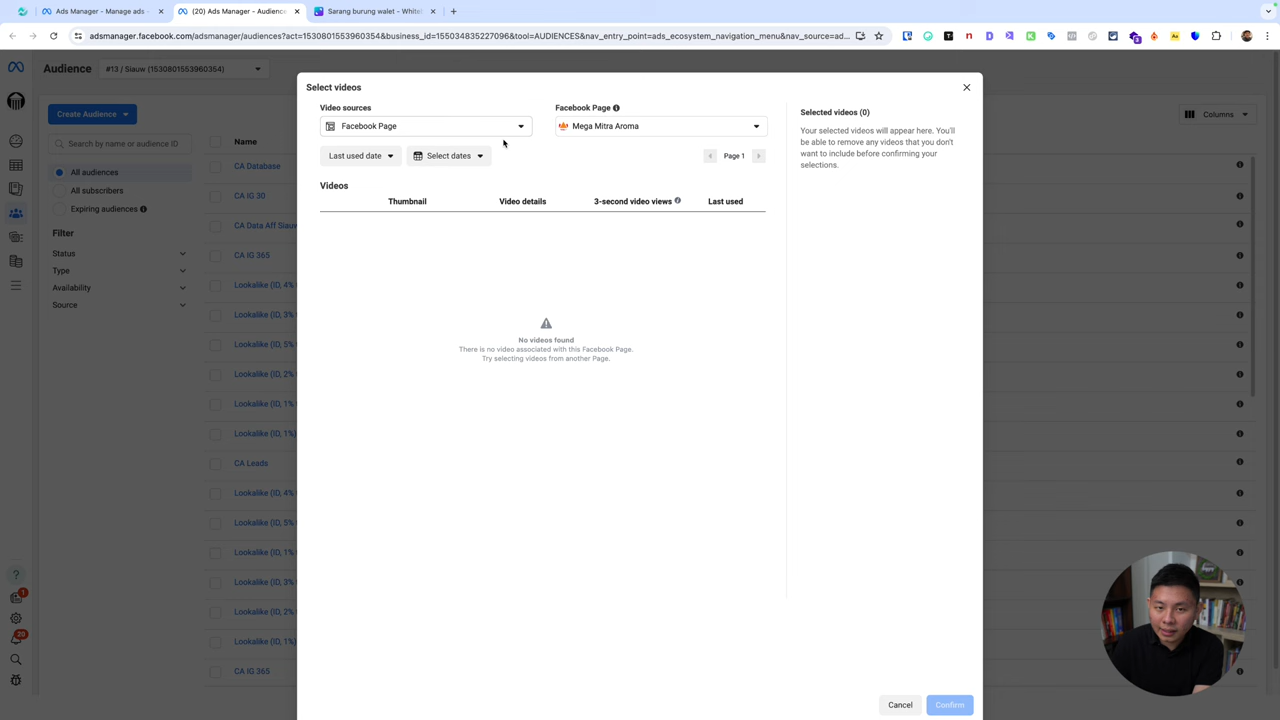 Ads Manager - Manage ads -
(20) Ads Manager - Audience
Sarang burung walet – White
adsmanager.facebook.com/adsmanager/audiences?act=1530801553960354&business_id=155034835227096&tool=AUDIENCES&nav_entry_point=ads_ecosystem_navigation_menu&nav_source=ad...
Audience
#13 / Siauw (1530801553960354)
Create Audience
Search by name or audience ID
All audiences
All subscribers
Expiring audiences
Filter
Status
Type
Availability
Source
Columns
Name
CA Database
CA IG 30
CA Data Aff Siauw
CA IG 365
Lookalike (ID, 4%
Lookalike (ID, 3%
Lookalike (ID, 5%
Lookalike (ID, 2%
Lookalike (ID, 1%
Lookalike (ID, 1%)
CA Leads
Lookalike (ID, 4%
Lookalike (ID, 5%
Lookalike (ID, 1%
Lookalike (ID, 3%
Lookalike (ID, 2%
Lookalike (ID, 1%)
CA IG 365
1
20
3
Select videos
Video sources
Facebook Page
Facebook Page
Mega Mitra Aroma
Last used date
Select dates
Page 1
Videos
Thumbnail
Video details
3-second video views
Last used
No videos found
There is no video associated with this Facebook Page.
Try selecting videos from another Page.
Selected videos (0)
Your selected videos will appear here. You'll
be able to remove any videos that you don't
want to include before confirming your
selections.
Cancel
Confirm